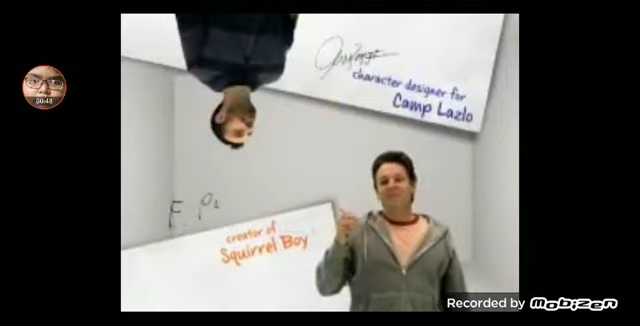 character designer for
Camp Lazlo
00:48
creator of
Squirrel Boy
Recorded by Mobizen